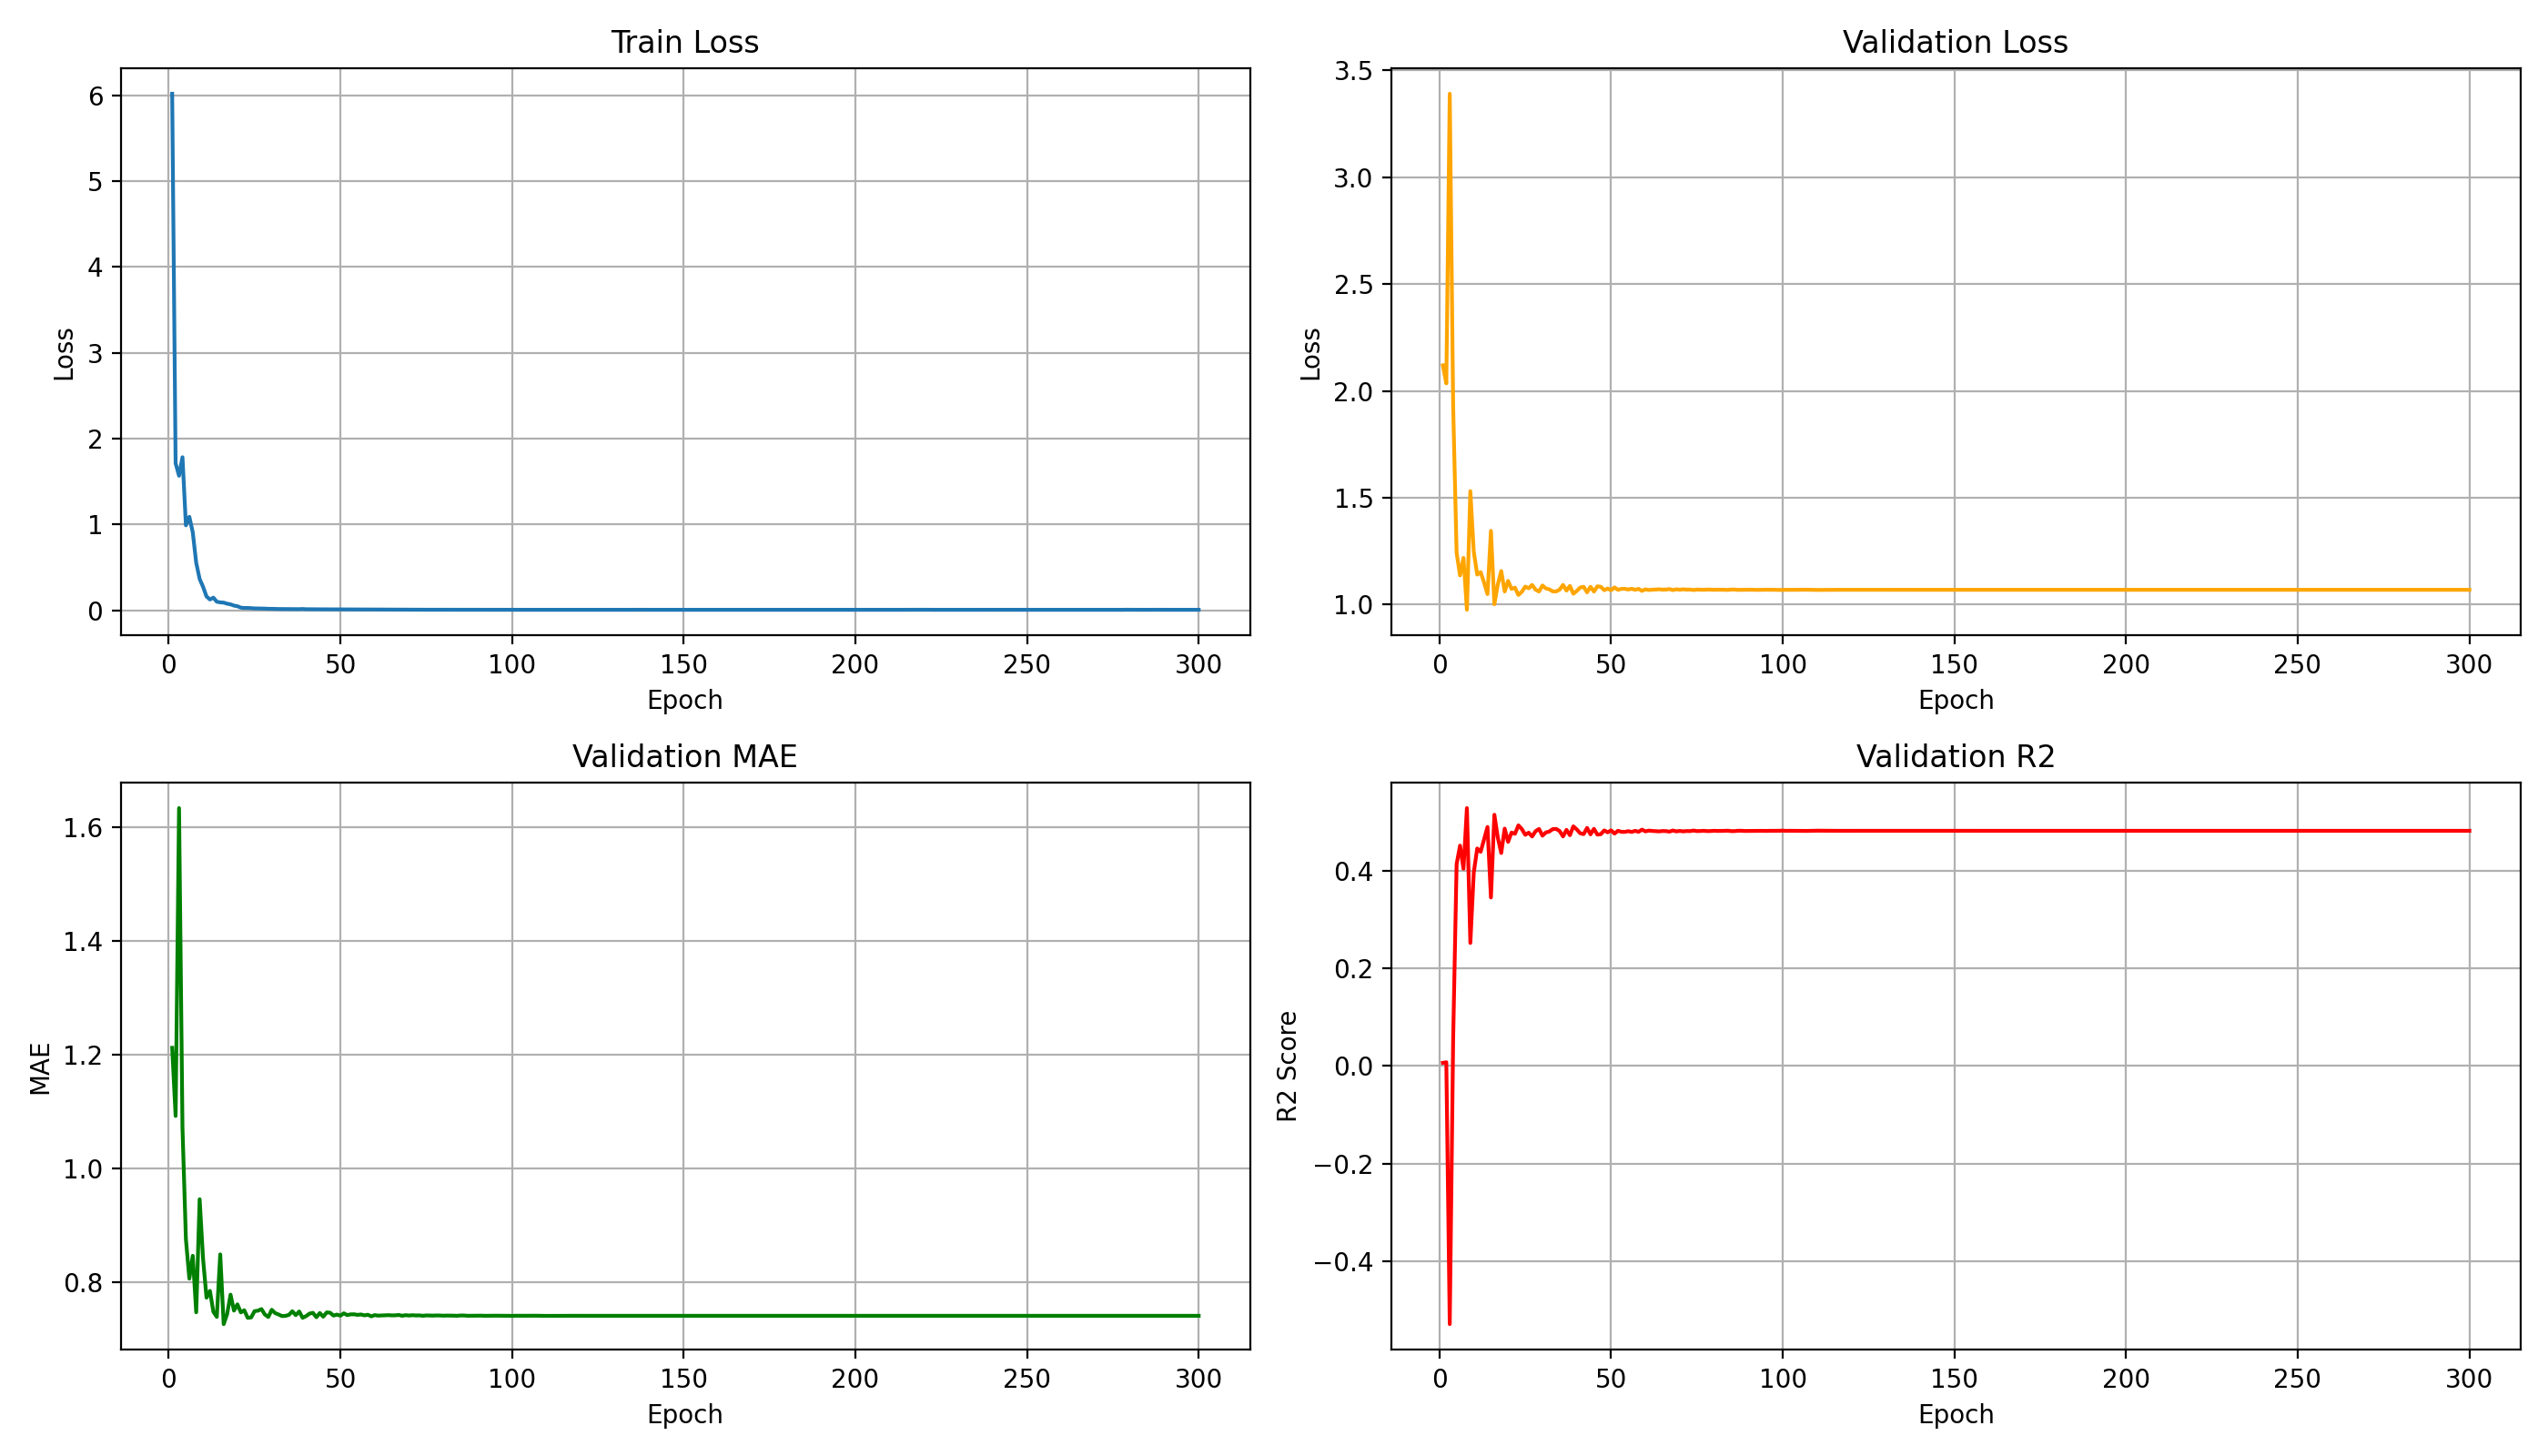 Train Loss
Loss
6
5
4
3
2
1
0
0 50 100 150 200 250 300
Epoch
Validation Loss
Loss
3.5
3.0
2.5
2.0
1.5
1.0
0 50 100 150 200 250 300
Epoch
Validation MAE
MAE
1.6
1.4
1.2
1.0
0.8
0 50 100 150 200 250 300
Epoch
Validation R2
R2 Score
0.4
0.2
0.0
−0.2
−0.4
0 50 100 150 200 250 300
Epoch